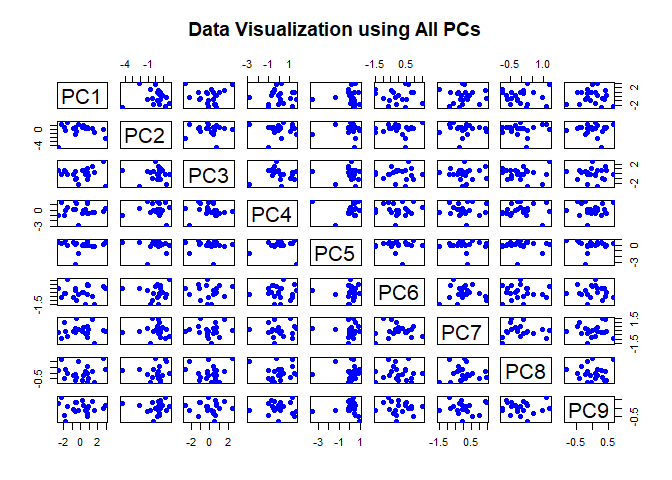 Data Visualization using All PCs
-4 -1 -3 -1 1 -1.5 0.5 -0.5 1.0
PC1 -2 2
-4 0 PC2
PC3 -2 2
-3 0 PC4
PC5 -3 0
-1.5 PC6
PC7 -1.5 1.5
-0.5 PC8
PC9 -0.5
-2 0 2 -2 0 2 -3 -1 1 -1.5 0.5 -0.5 0.5